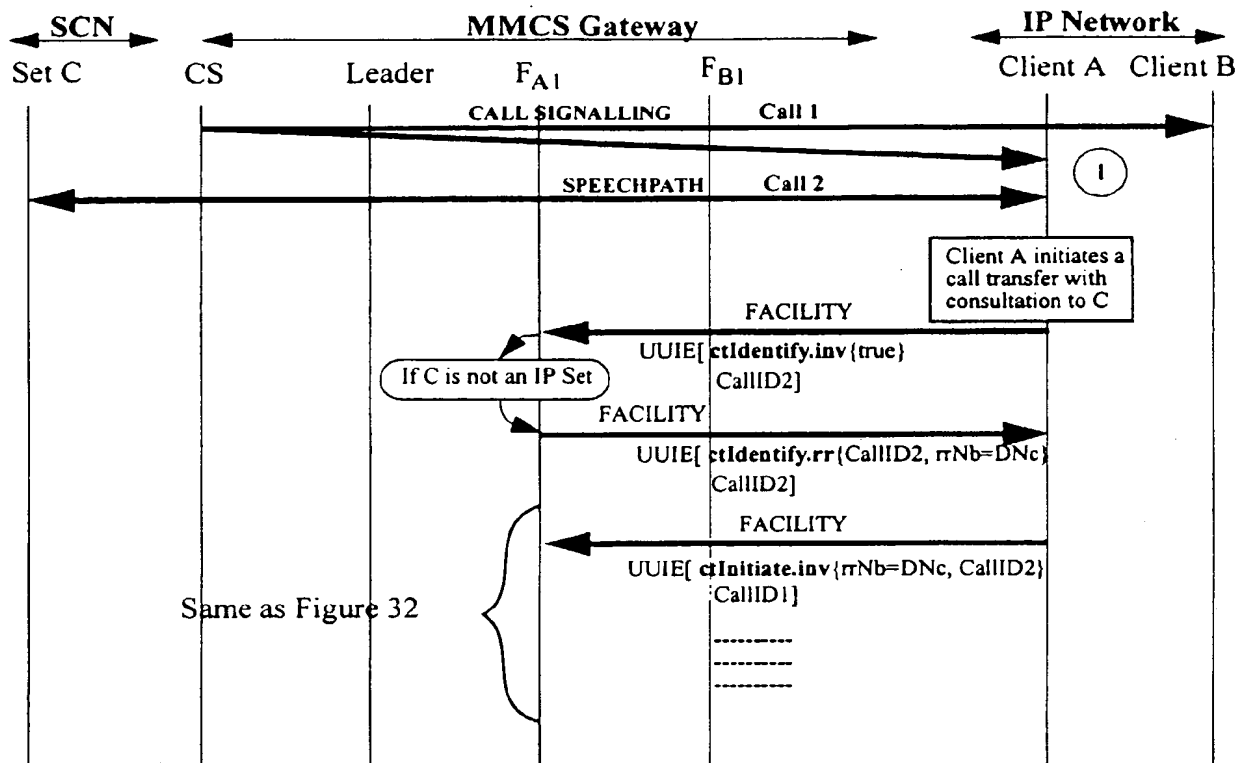 SCN MMCS Gateway IP Network
Set C CS Leader FA1 FB1 Client A Client B
CALL SIGNALLING Call 1
1
SPEECHPATH Call 2
Client A initiates a
call transfer with
consultation to C
FACILITY
UUIE[ ctIdentify.inv{true}
CallID2]
If C is not an IP Set
FACILITY
UUIE[ ctIdentify.rr{CallID2, rrNb=DNc}
CallID2]
FACILITY
UUIE[ ctInitiate.inv{rrNb=DNc, CallID2}
CallID1]
Same as Figure 32
----------
----------
----------